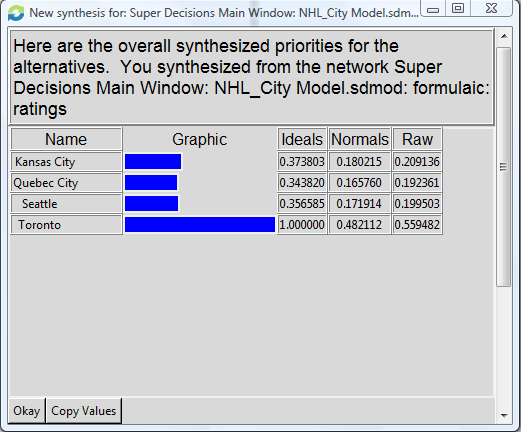 New synthesis for: Super Decisions Main Window: NHL_City Model.sdm...
Here are the overall synthesized priorities for the
alternatives.  You synthesized from the network Super
Decisions Main Window: NHL_City Model.sdmod: formulaic:
ratings
Name Graphic Ideals Normals Raw
Kansas City 0.373803 0.180215 0.209136
Quebec City 0.343820 0.165760 0.192361
Seattle 0.356585 0.171914 0.199503
Toronto 1.000000 0.482112 0.559482
Okay Copy Values